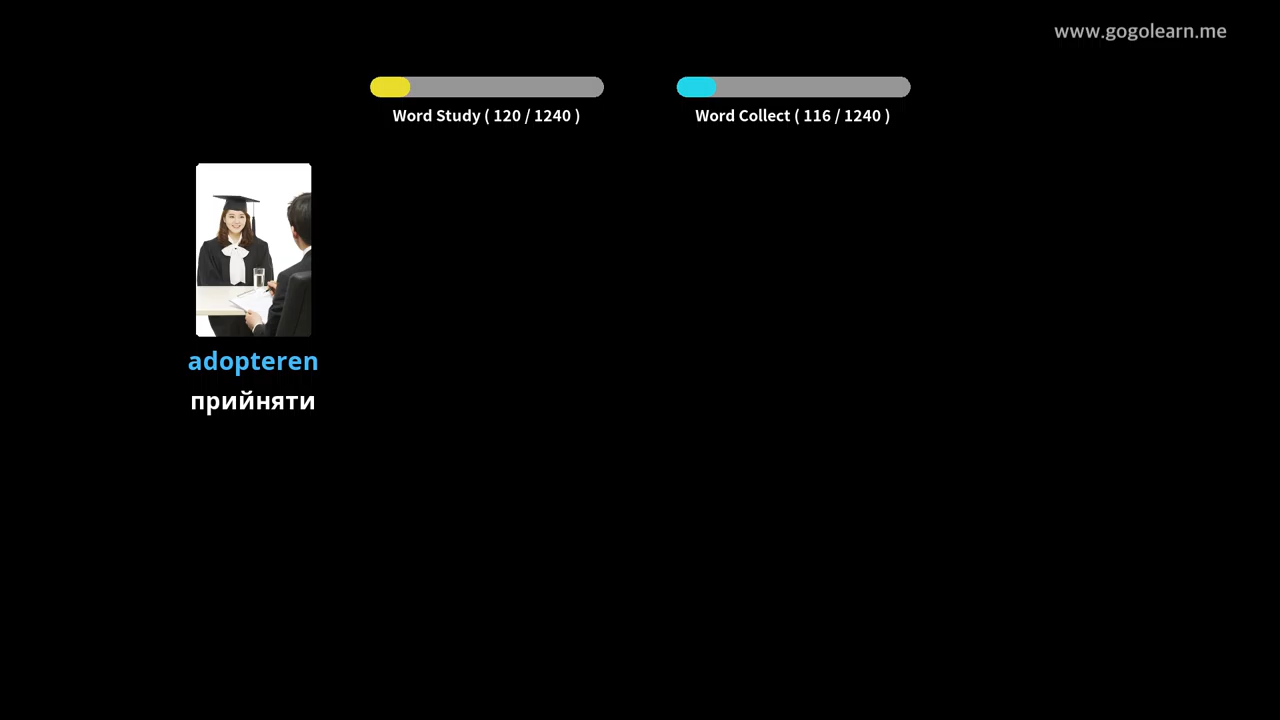 www.gogolearn.me
Word Study ( 120 / 1240 )
Word Collect ( 116 / 1240 )
adopteren
прийняти